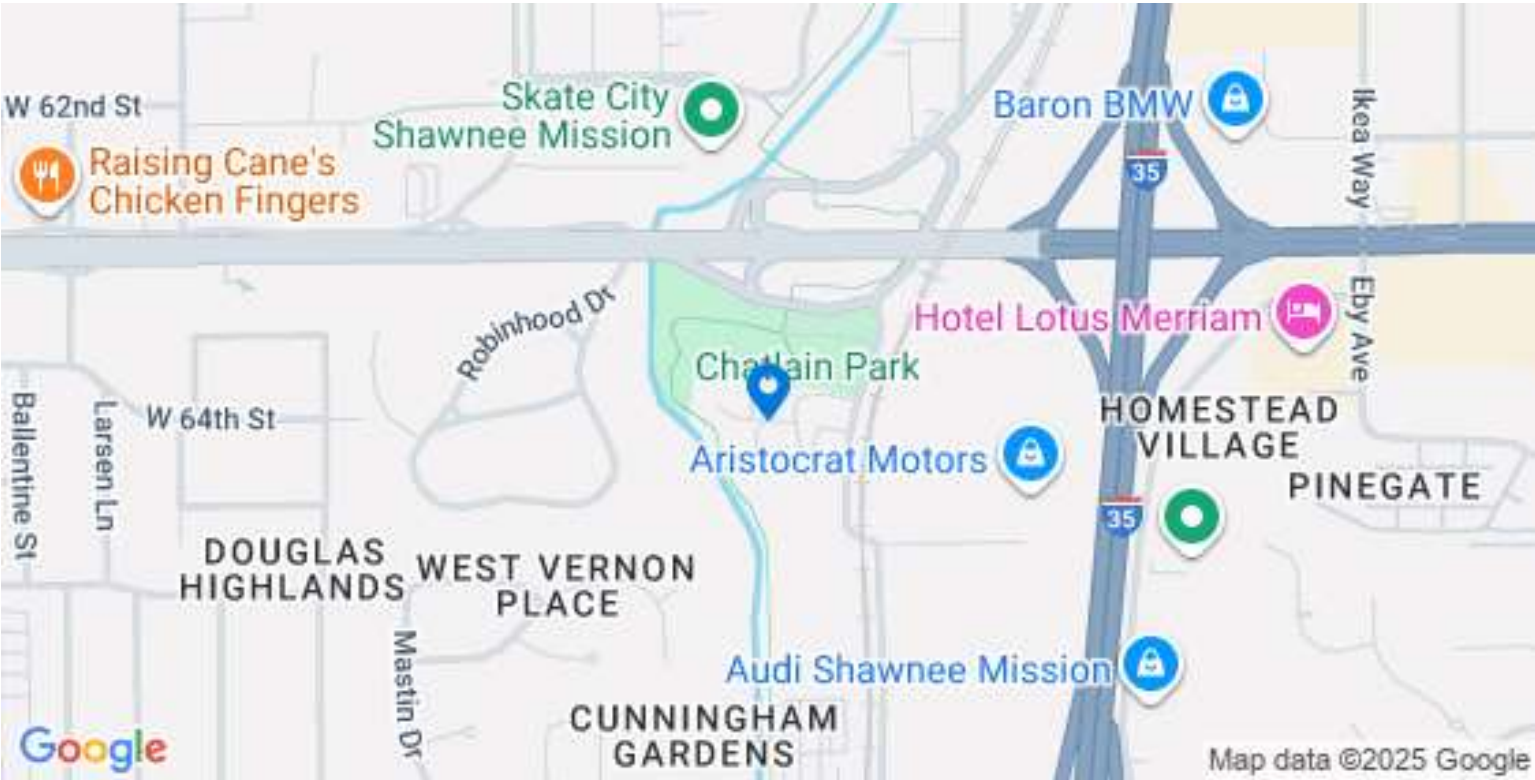 W 62nd St
Skate City
Shawnee Mission
Baron BMW
Ikea Way
Raising Cane's
Chicken Fingers
35
Robinhood Dr
Hotel Lotus Merriam
Eby Ave
Chatlain Park
W 64th St
Ballentine St
Larsen Ln
HOMESTEAD
VILLAGE
Aristocrat Motors
PINEGATE
35
DOUGLAS
HIGHLANDS
WEST VERNON
PLACE
Mastin Dr
Audi Shawnee Mission
CUNNINGHAM
GARDENS
Google
Map data ©2025 Google